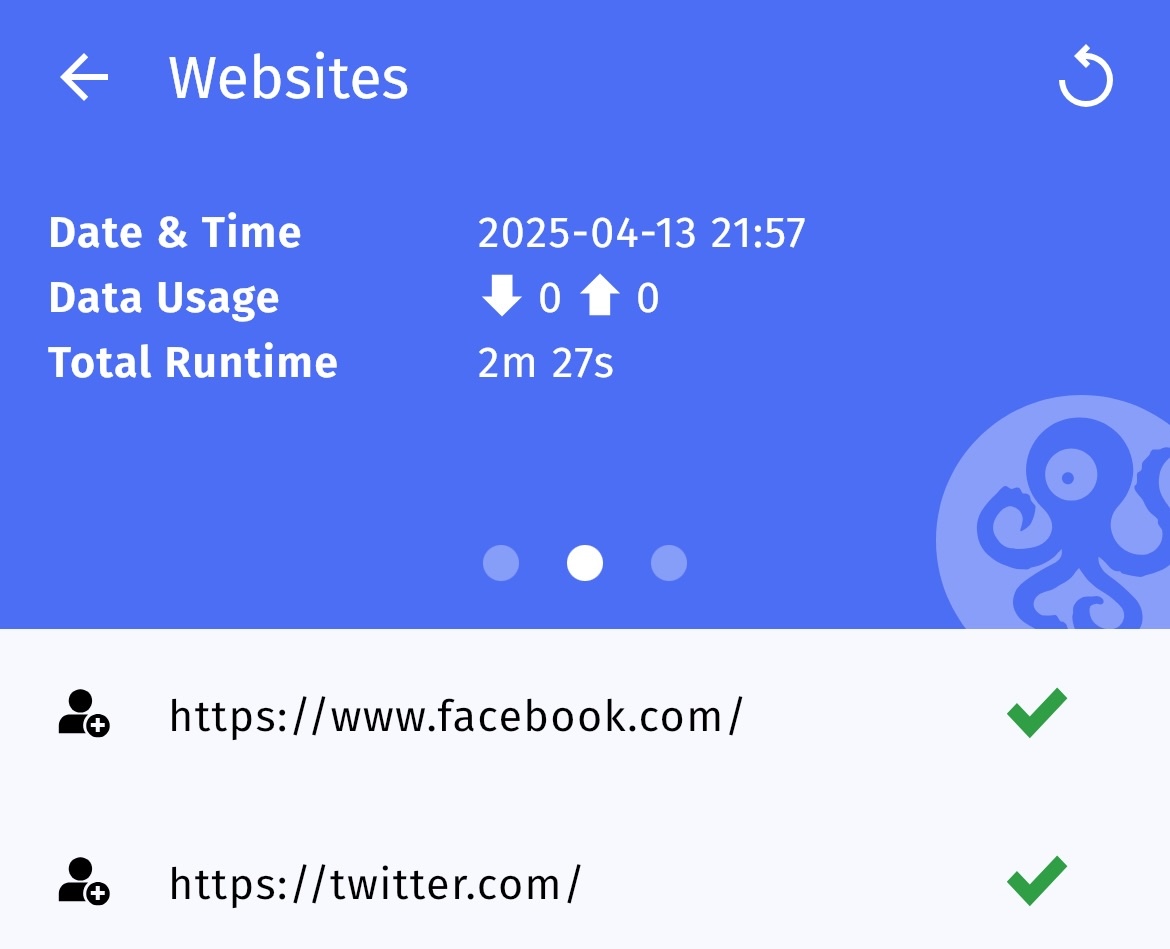 Websites
Date & Time 2025-04-13 21:57
Data Usage 0 0
Total Runtime 2m 27s
https://www.facebook.com/
https://twitter.com/